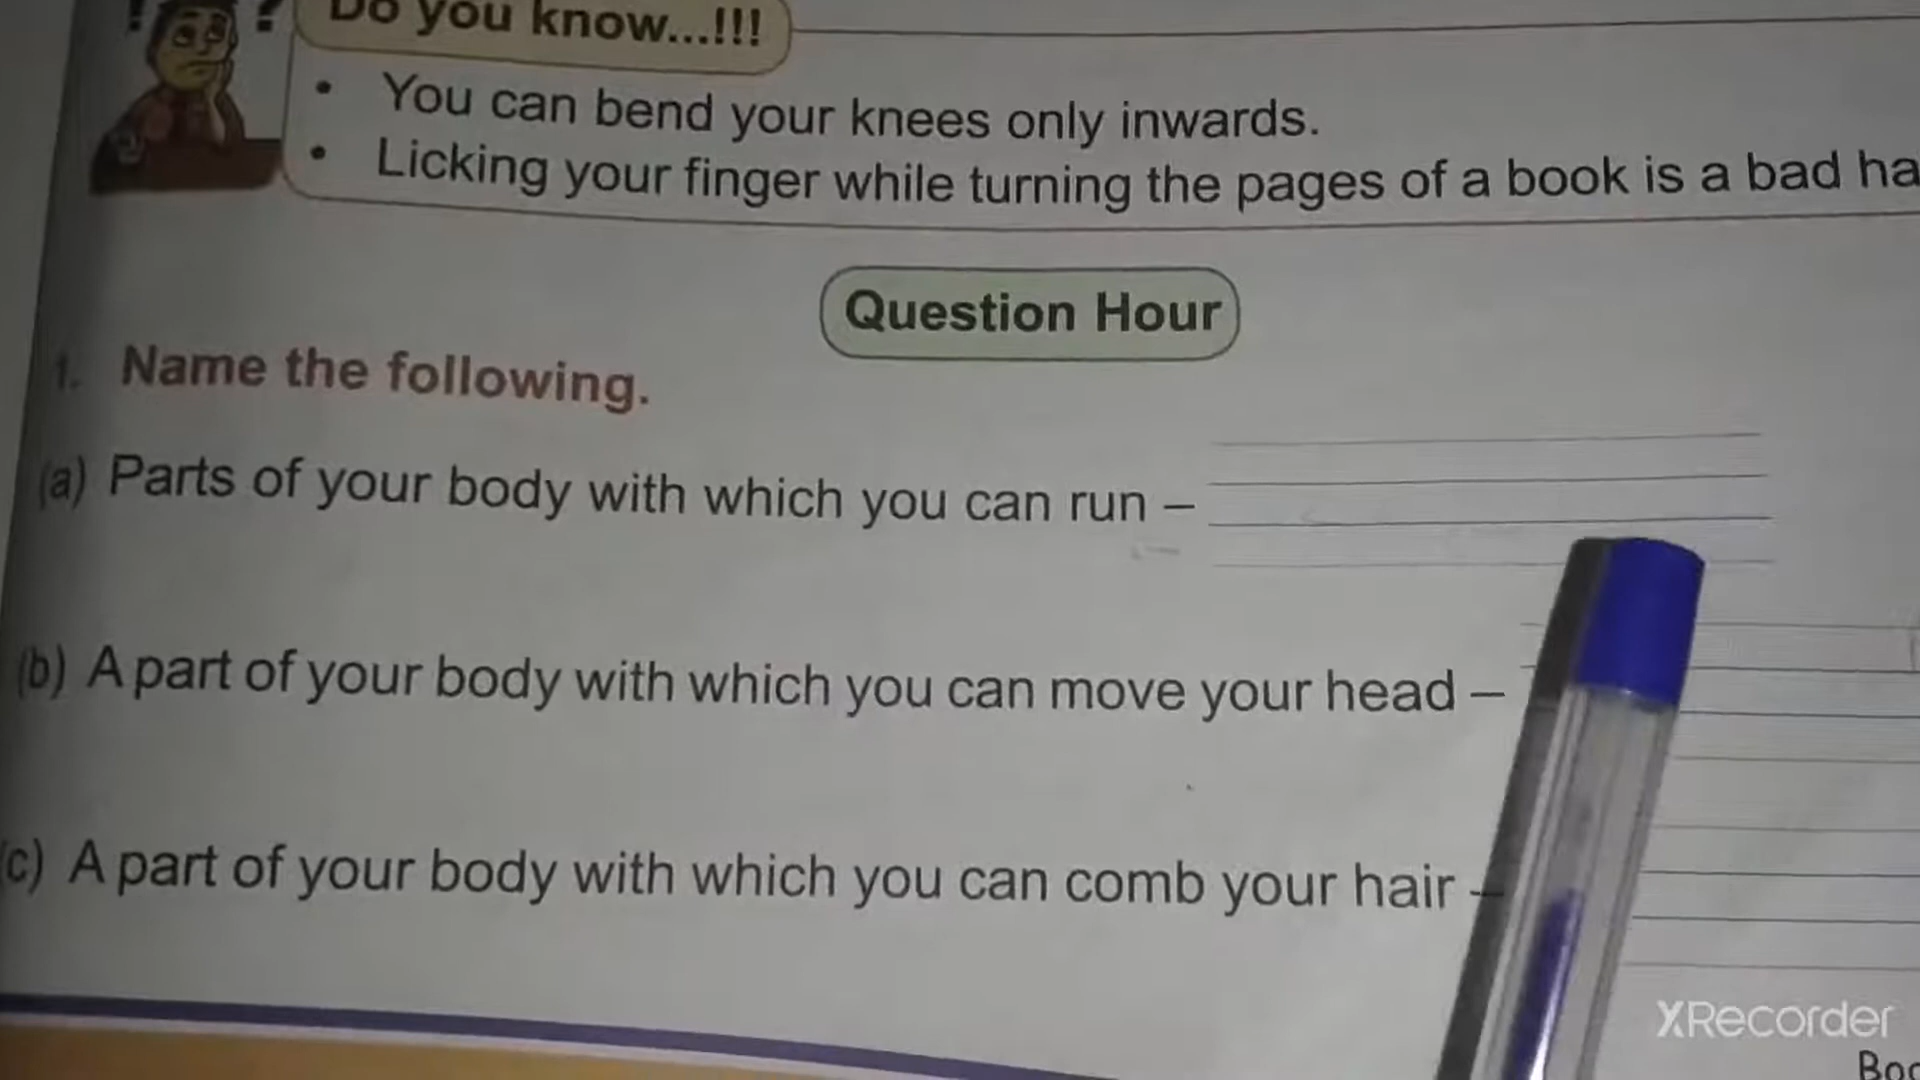 Do you know...!!!
• You can bend your knees only inwards.
• Licking your finger while turning the pages of a book is a bad
Question Hour
1. Name the following.
(a) Parts of your body with which you can run –
(b) A part of your body with which you can move your head –
(c) A part of your body with which you can comb your hair –
XRecorder